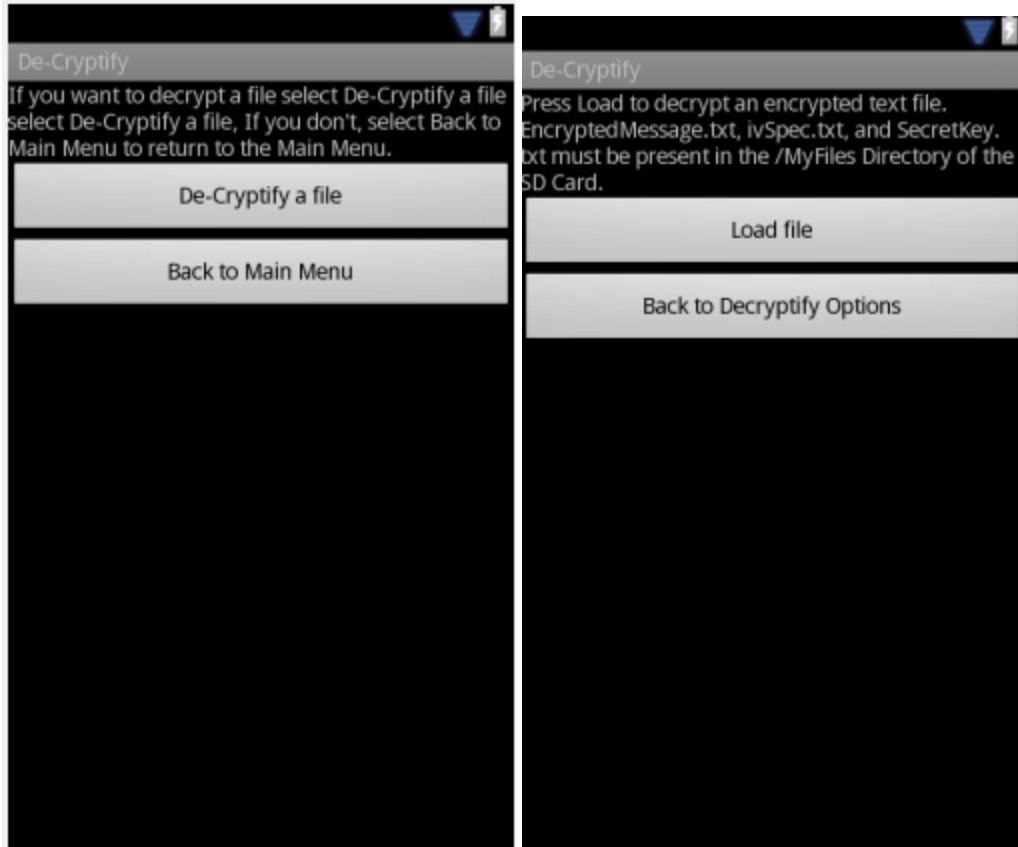 De-Cryptify
If you want to decrypt a file select De-Cryptify a file
select De-Cryptify a file, If you don't, select Back to
Main Menu to return to the Main Menu.
De-Cryptify a file
Back to Main Menu
De-Cryptify
Press Load to decrypt an encrypted text file.
EncryptedMessage.txt, ivSpec.txt, and SecretKey.
txt must be present in the /MyFiles Directory of the
SD Card.
Load file
Back to Decryptify Options